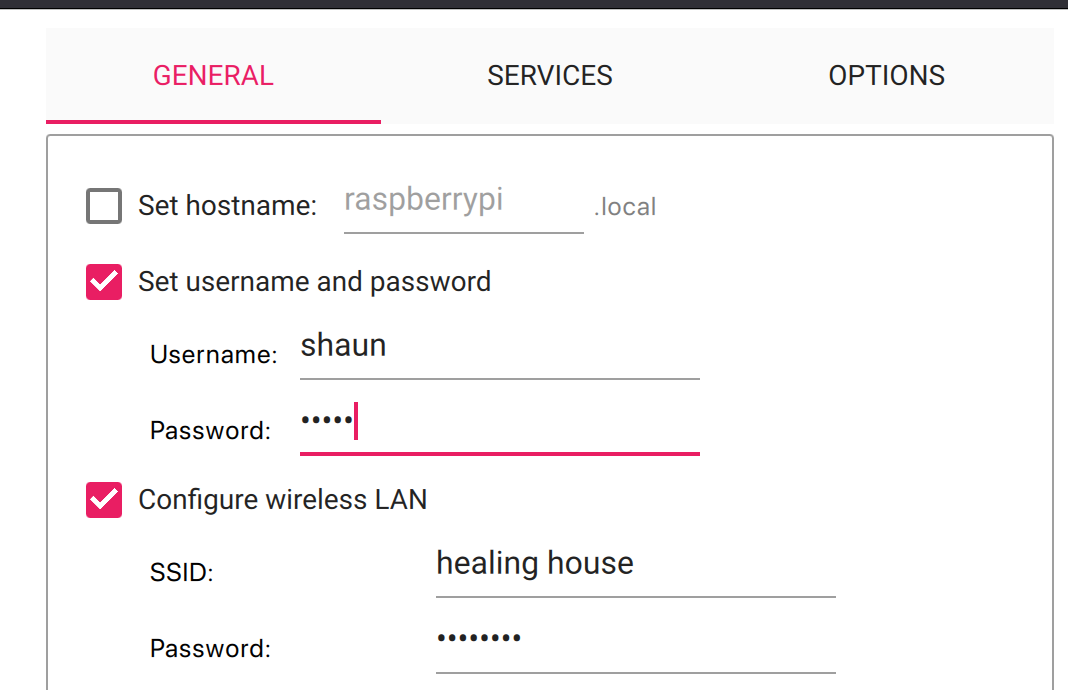 GENERAL SERVICES OPTIONS
Set hostname: raspberrypi .local
Set username and password
Username: shaun
Password: •••••
Configure wireless LAN
SSID: healing house
Password: ••••••••